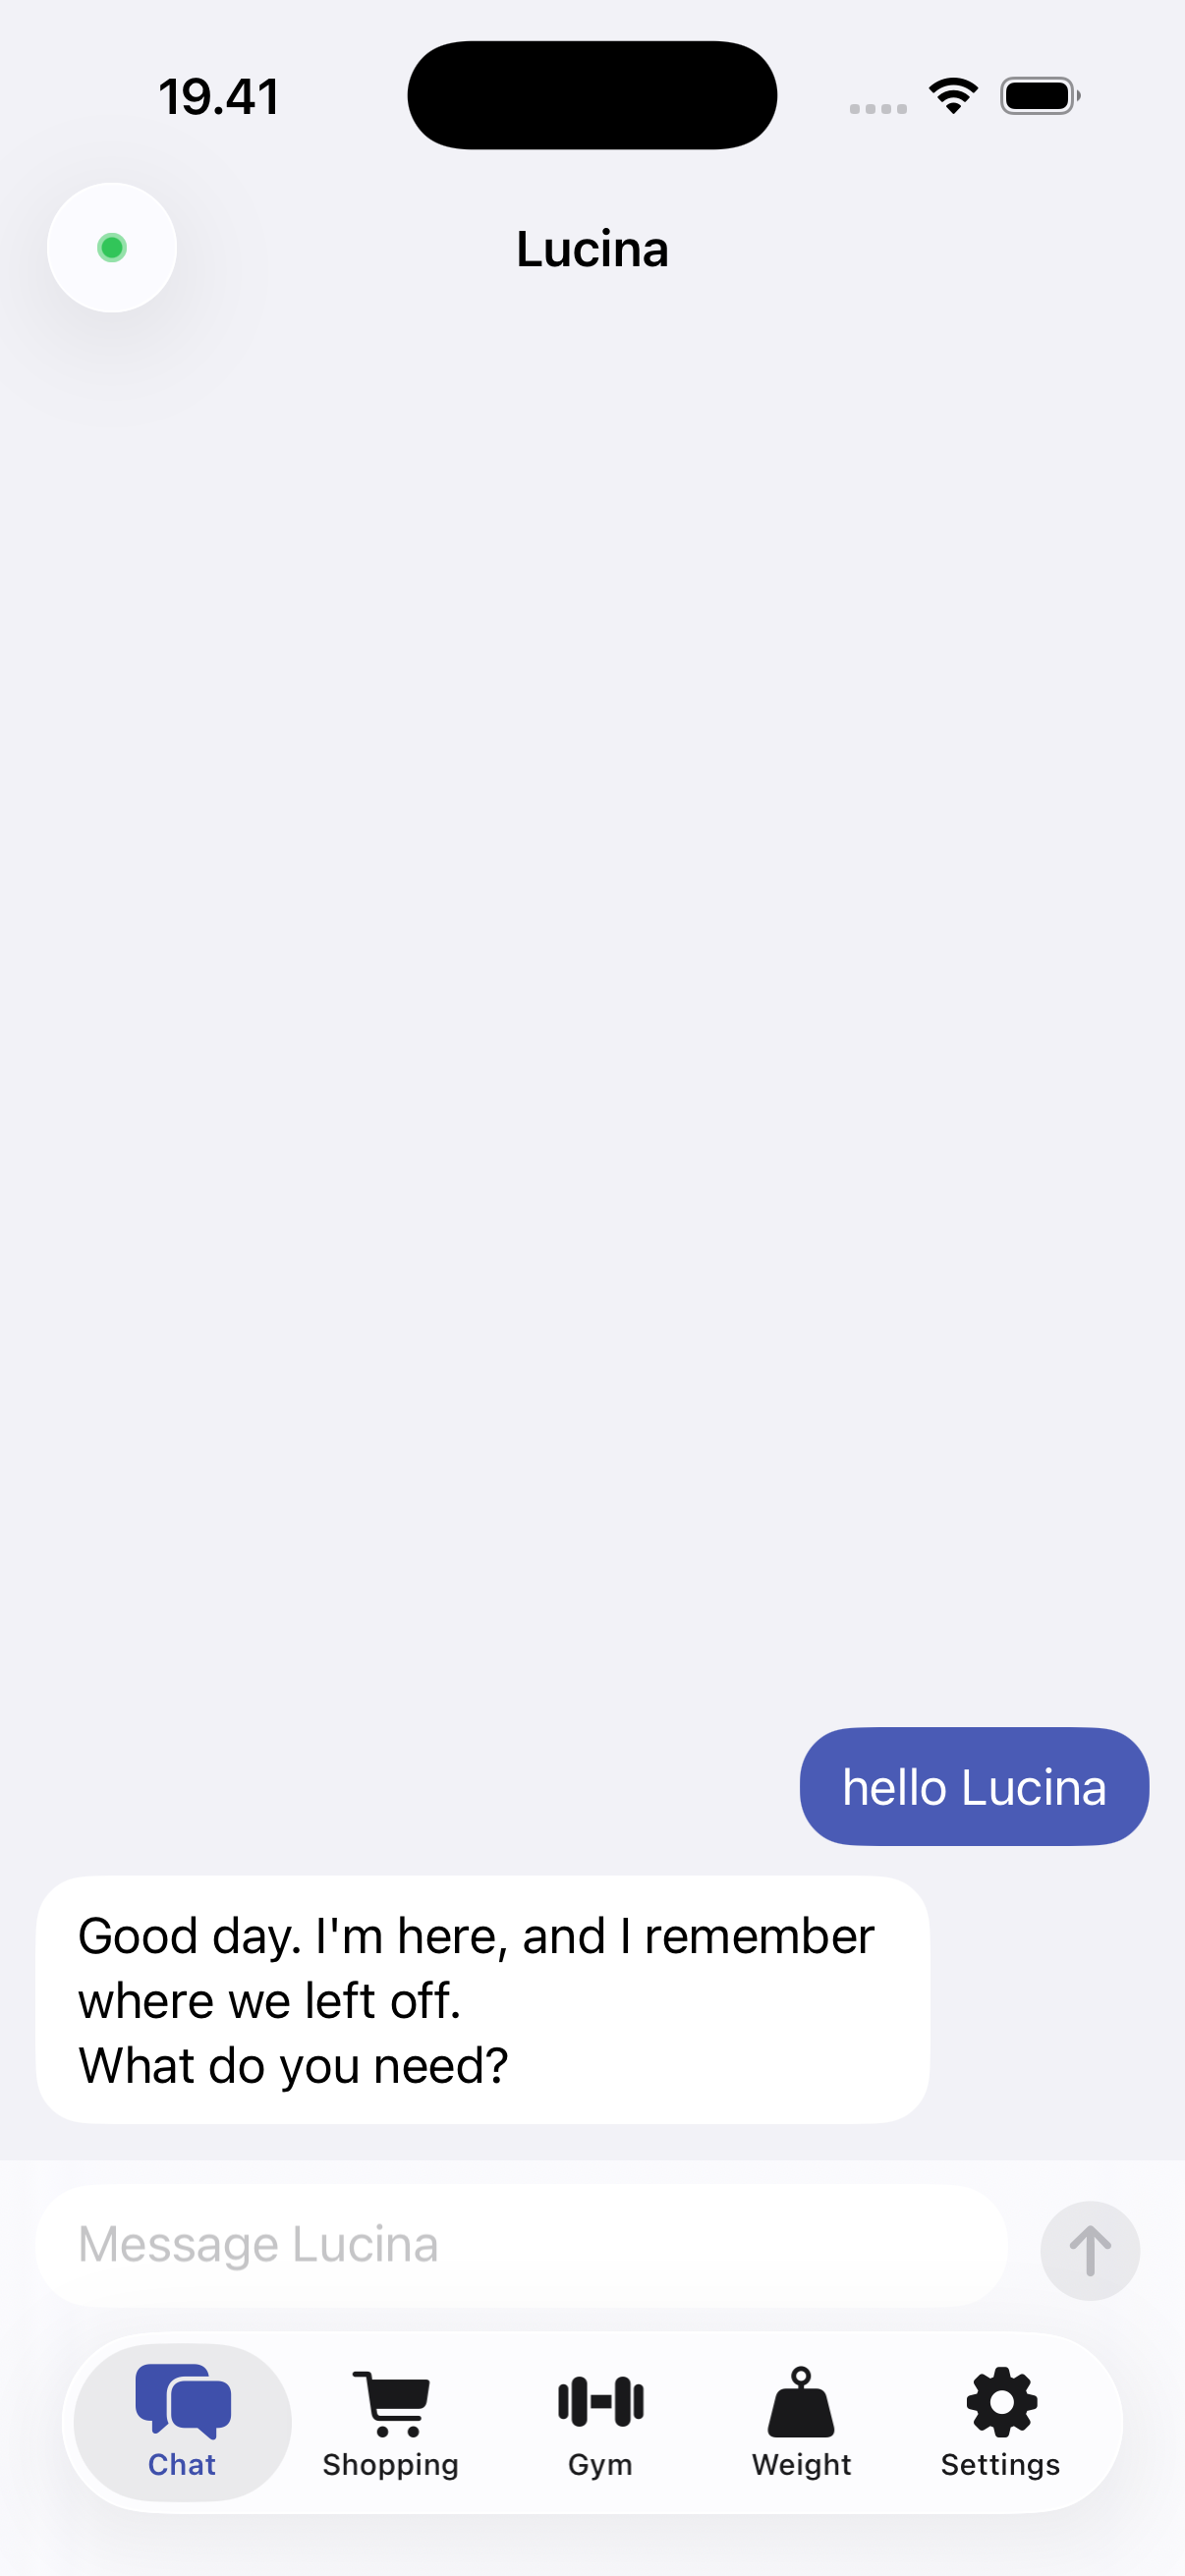 19.41
Lucina
hello Lucina
Good day. I'm here, and I remember
where we left off.
What do you need?
Message Lucina
Chat
Shopping
Gym
Weight
Settings